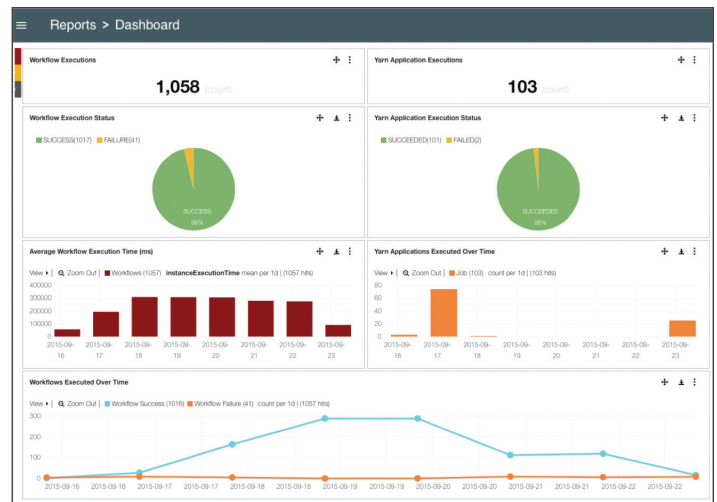 Reports > Dashboard
Workflow Executions
1,058 (count)
Yarn Application Executions
103 (count)
Workflow Execution Status
SUCCESS(1017) FAILURE(41)
SUCCESS
96%
Yarn Application Execution Status
SUCCEEDED(101) FAILED(2)
SUCCEEDED
98%
Average Workflow Execution Time (ms)
View | Zoom Out | Workflows (1057) instanceExecutionTime mean per 1d | (1057 hits)
400000
300000
200000
100000
0
2015-09-16 2015-09-17 2015-09-18 2015-09-19 2015-09-20 2015-09-21 2015-09-22 2015-09-23
Yarn Applications Executed Over Time
View | Zoom Out | Job (103) count per 1d | (103 hits)
80
60
40
20
0
2015-09-16 2015-09-17 2015-09-18 2015-09-19 2015-09-20 2015-09-21 2015-09-22 2015-09-23
Workflows Executed Over Time
View | Zoom Out | Workflow Success (1016) Workflow Failure (41) count per 1d | (1057 hits)
300
200
100
0
2015-09-16 2015-09-16 2015-09-17 2015-09-17 2015-09-18 2015-09-18 2015-09-19 2015-09-19 2015-09-20 2015-09-20 2015-09-21 2015-09-21 2015-09-22 2015-09-22